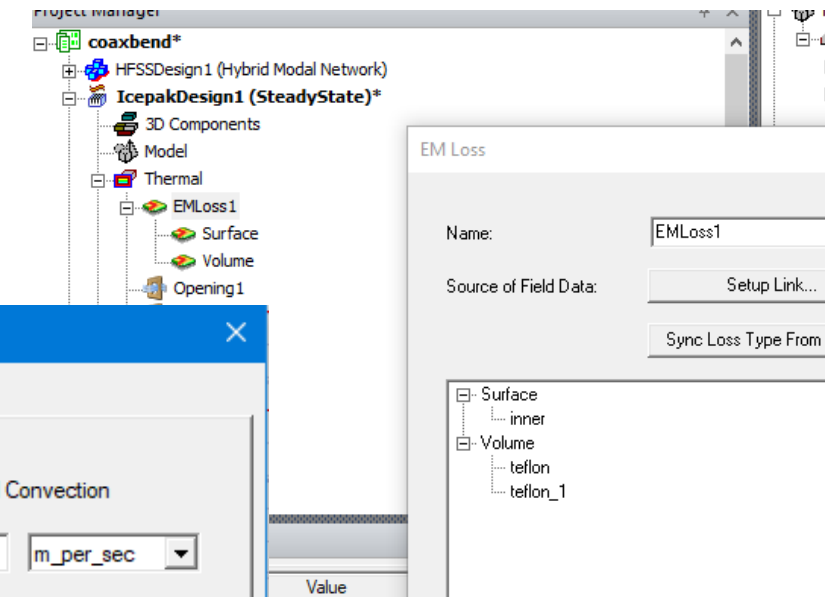 Project Manager
coaxbend*
HFSSDesign1 (Hybrid Modal Network)
IcepakDesign1 (SteadyState)*
3D Components
Model
Thermal
EMLoss1
Surface
Volume
Opening1
EM Loss
Name:
EMLoss1
Source of Field Data:
Setup Link...
Sync Loss Type From
Surface
inner
Volume
teflon
teflon_1
Convection
m_per_sec
Value